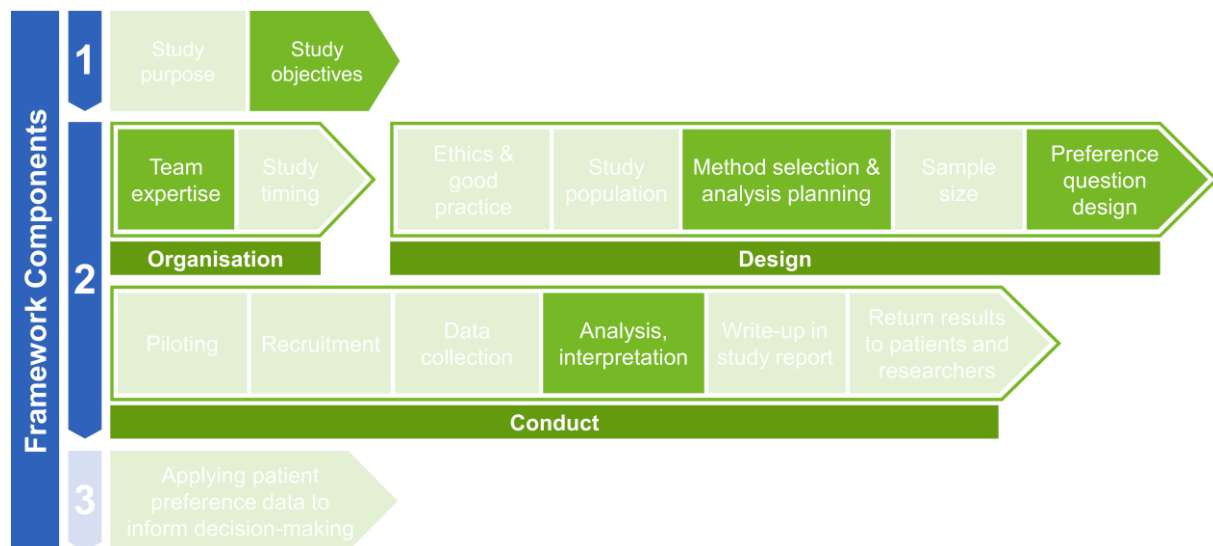 Framework Components
1
Study
purpose
Study
objectives
2
Team
expertise
Study
timing
Organisation
Ethics &
good
practice
Study
population
Method selection &
analysis planning
Sample
size
Preference
question
design
Design
Piloting
Recruitment
Data
collection
Analysis,
interpretation
Write-up in
study report
Return results
to patients and
researchers
Conduct
3
Applying patient
preference data to
inform decision-making